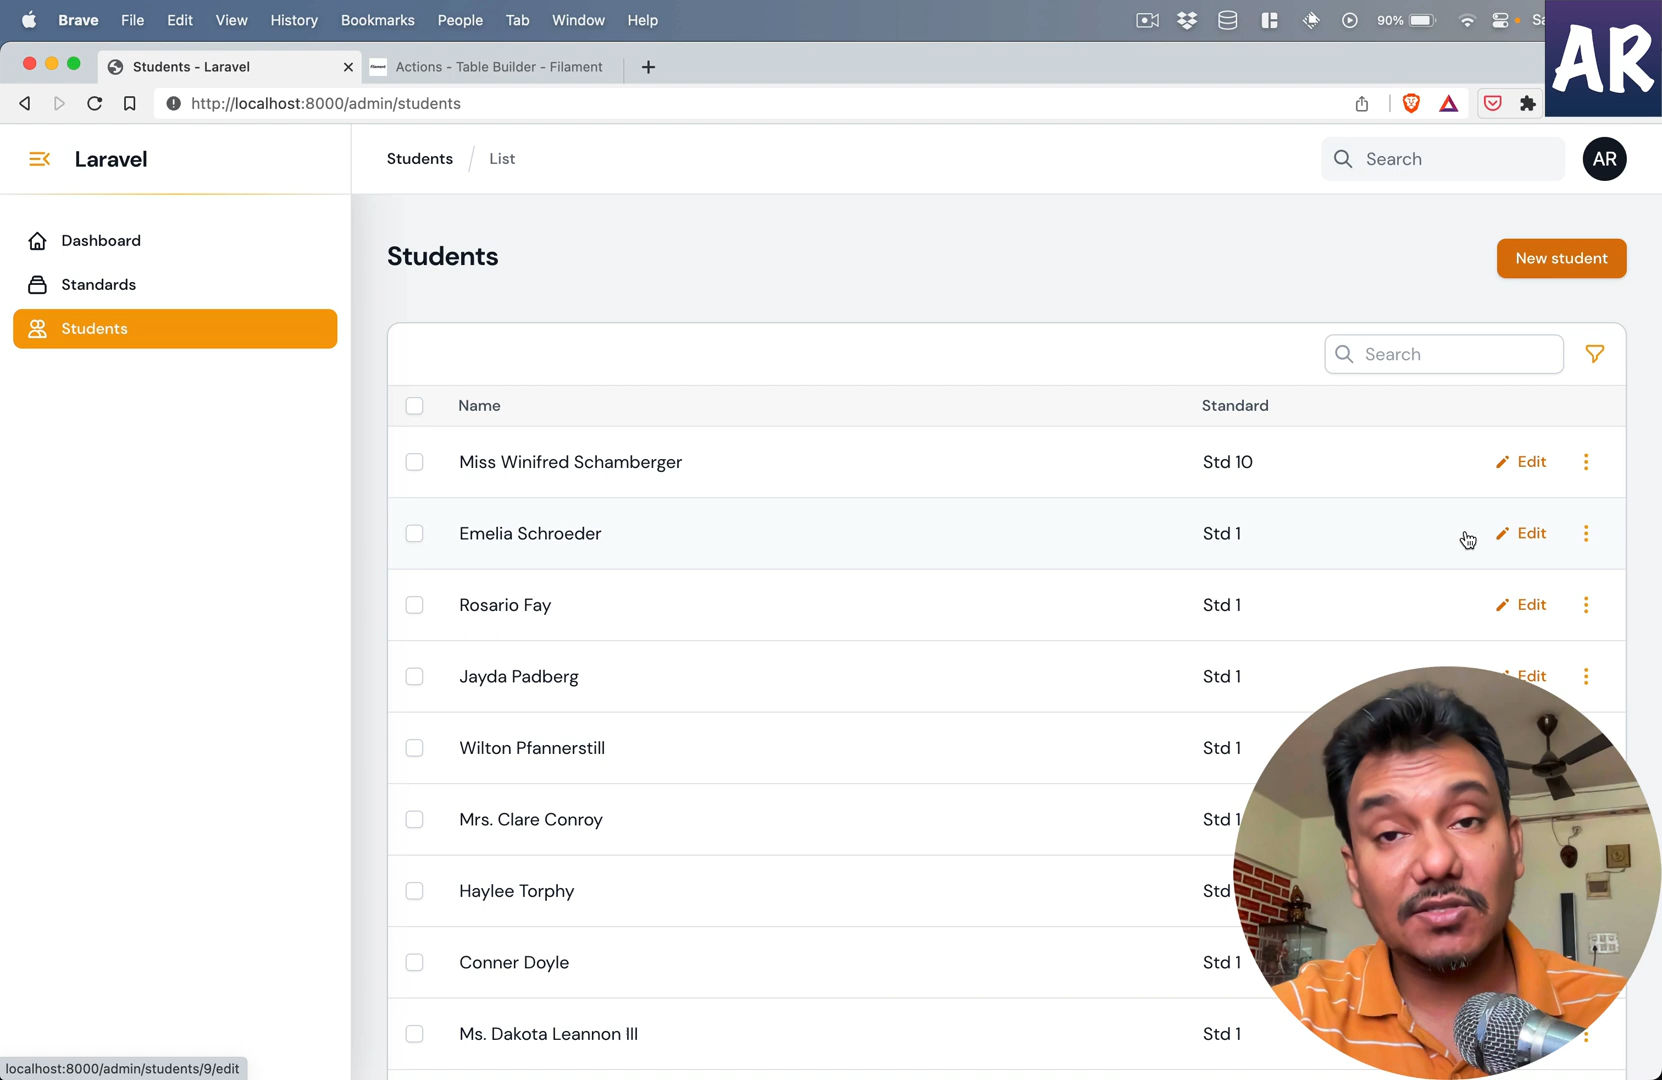 Brave File Edit View History Bookmarks People Tab Window Help 90%
AR
Students - Laravel Actions - Table Builder - Filament
http://localhost:8000/admin/students
Laravel
Students / List
Search
AR
Dashboard
Standards
Students
Students
New student
Search
Name Standard
Miss Winifred Schamberger Std 10 Edit
Emelia Schroeder Std 1 Edit
Rosario Fay Std 1 Edit
Jayda Padberg Std 1 Edit
Wilton Pfannerstill Std 1
Mrs. Clare Conroy Std 1
Haylee Torphy Std
Conner Doyle Std 1
Ms. Dakota Leannon III Std 1
localhost:8000/admin/students/9/edit